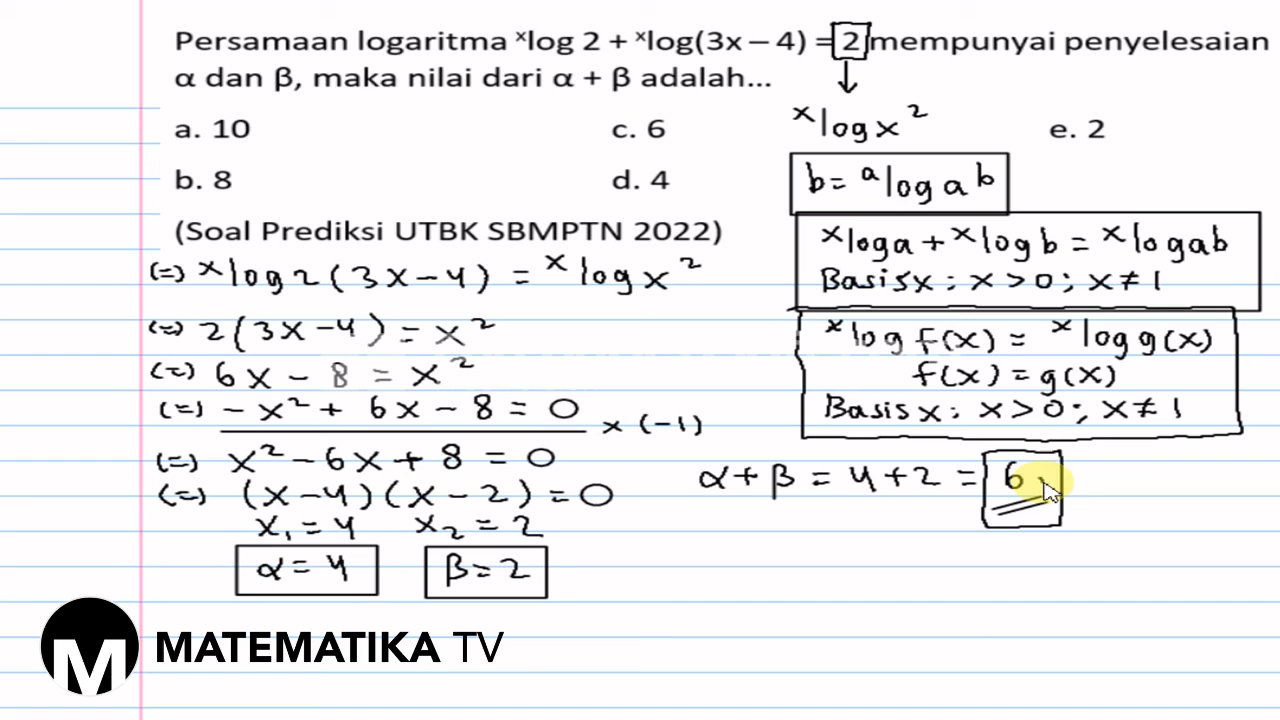 Persamaan logaritma ˣlog 2 + ˣlog(3x – 4) = 2 mempunyai penyelesaian
α dan β, maka nilai dari α + β adalah...
a. 10
c. 6
e. 2
b. 8
d. 4
(Soal Prediksi UTBK SBMPTN 2022)
↓
ˣlog x²
b = ᵃlog aᵇ
ˣlog a + ˣlog b = ˣlog ab
Basis x : x > 0 ; x ≠ 1
ˣlog f(x) = ˣlog g(x)
f(x) = g(x)
Basis x : x > 0 ; x ≠ 1
(=) ˣlog 2 (3x – 4) = ˣlog x²
(=) 2(3x – 4) = x²
(=) 6x – 8 = x²
(=) – x² + 6x – 8 = 0 × (–1)
(=) x² – 6x + 8 = 0
(=) (x – 4)(x – 2) = 0
x₁ = 4 x₂ = 2
α = 4 β = 2
α + β = 4 + 2 = 6
M MATEMATIKA TV